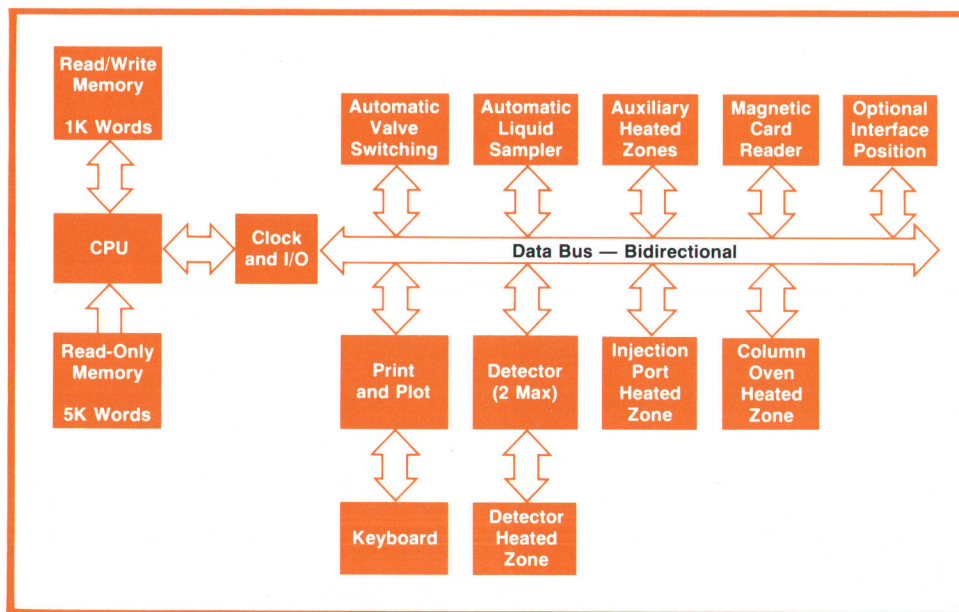 Read/Write
Memory
1K Words
CPU
Read-Only
Memory
5K Words
Clock
and I/O
Automatic
Valve
Switching
Automatic
Liquid
Sampler
Auxiliary
Heated
Zones
Magnetic
Card
Reader
Optional
Interface
Position
Data Bus — Bidirectional
Print
and Plot
Detector
(2 Max)
Injection
Port
Heated
Zone
Column
Oven
Heated
Zone
Keyboard
Detector
Heated
Zone